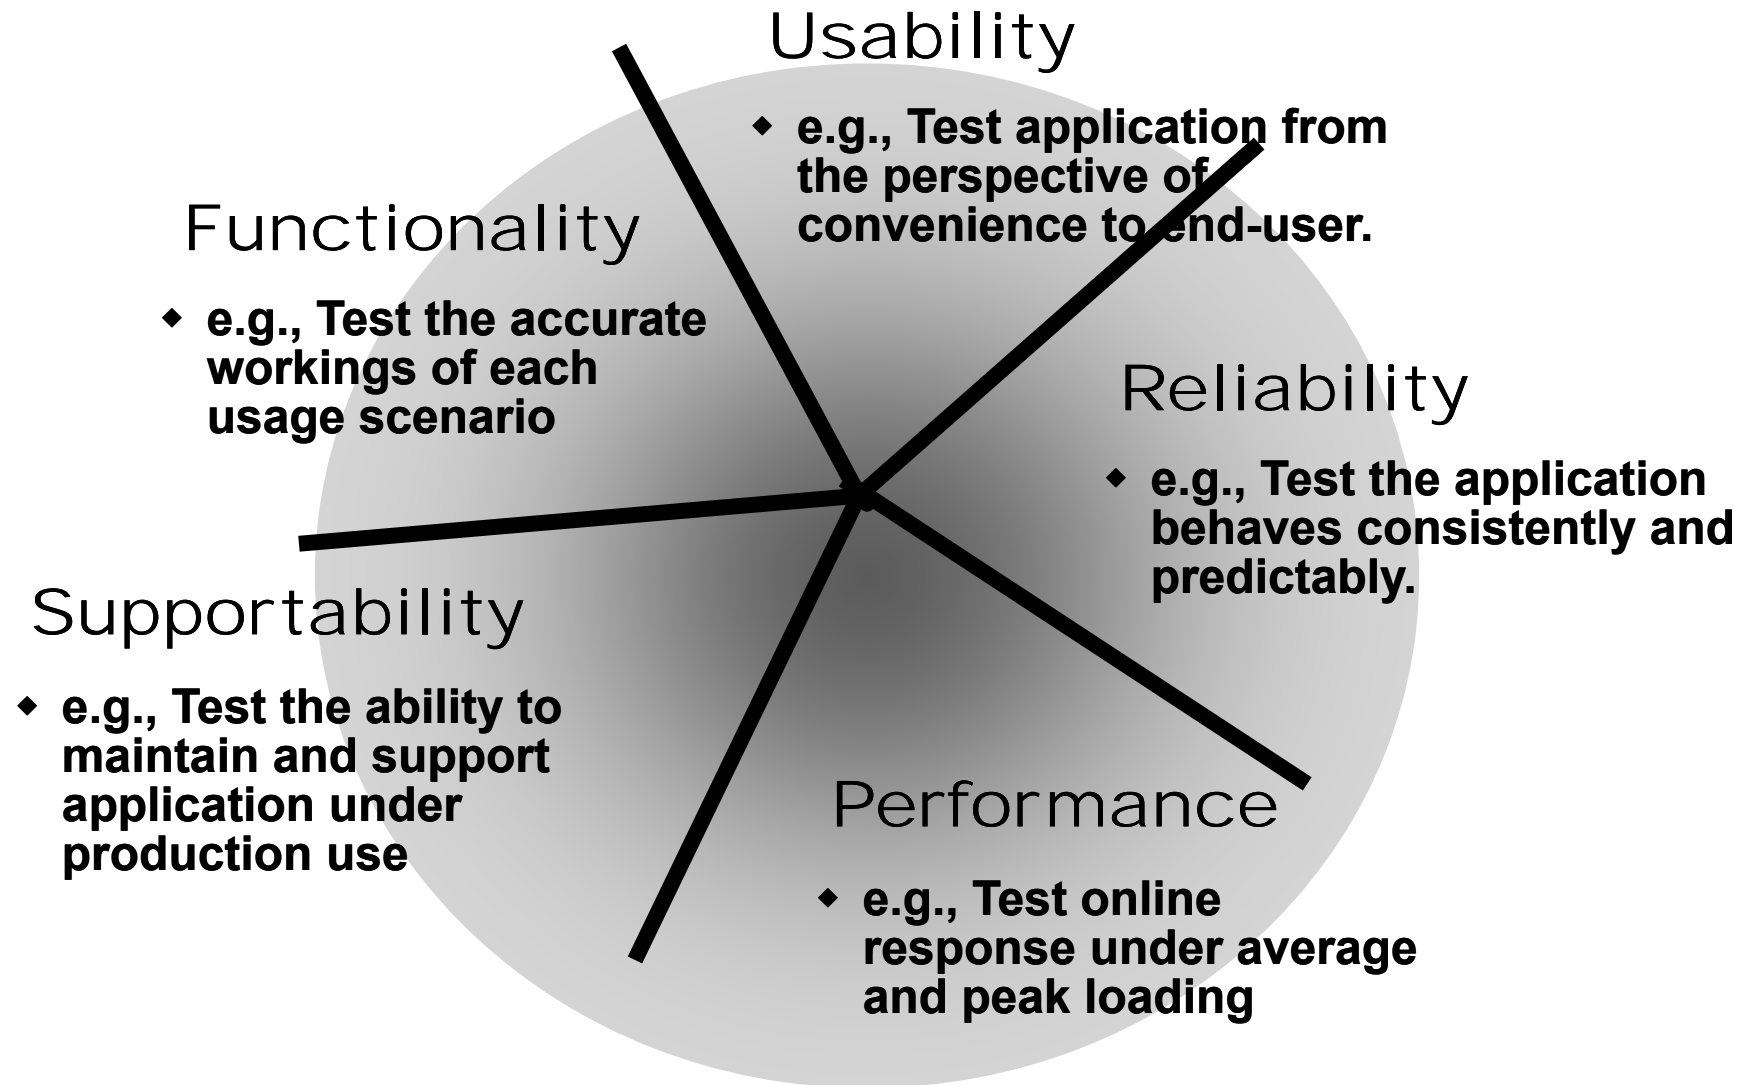 Usability
◆ e.g., Test application from
the perspective of
convenience to end-user.
Functionality
◆ e.g., Test the accurate
workings of each
usage scenario
Reliability
◆ e.g., Test the application
behaves consistently and
predictably.
Supportability
◆ e.g., Test the ability to
maintain and support
application under
production use
Performance
◆ e.g., Test online
response under average
and peak loading